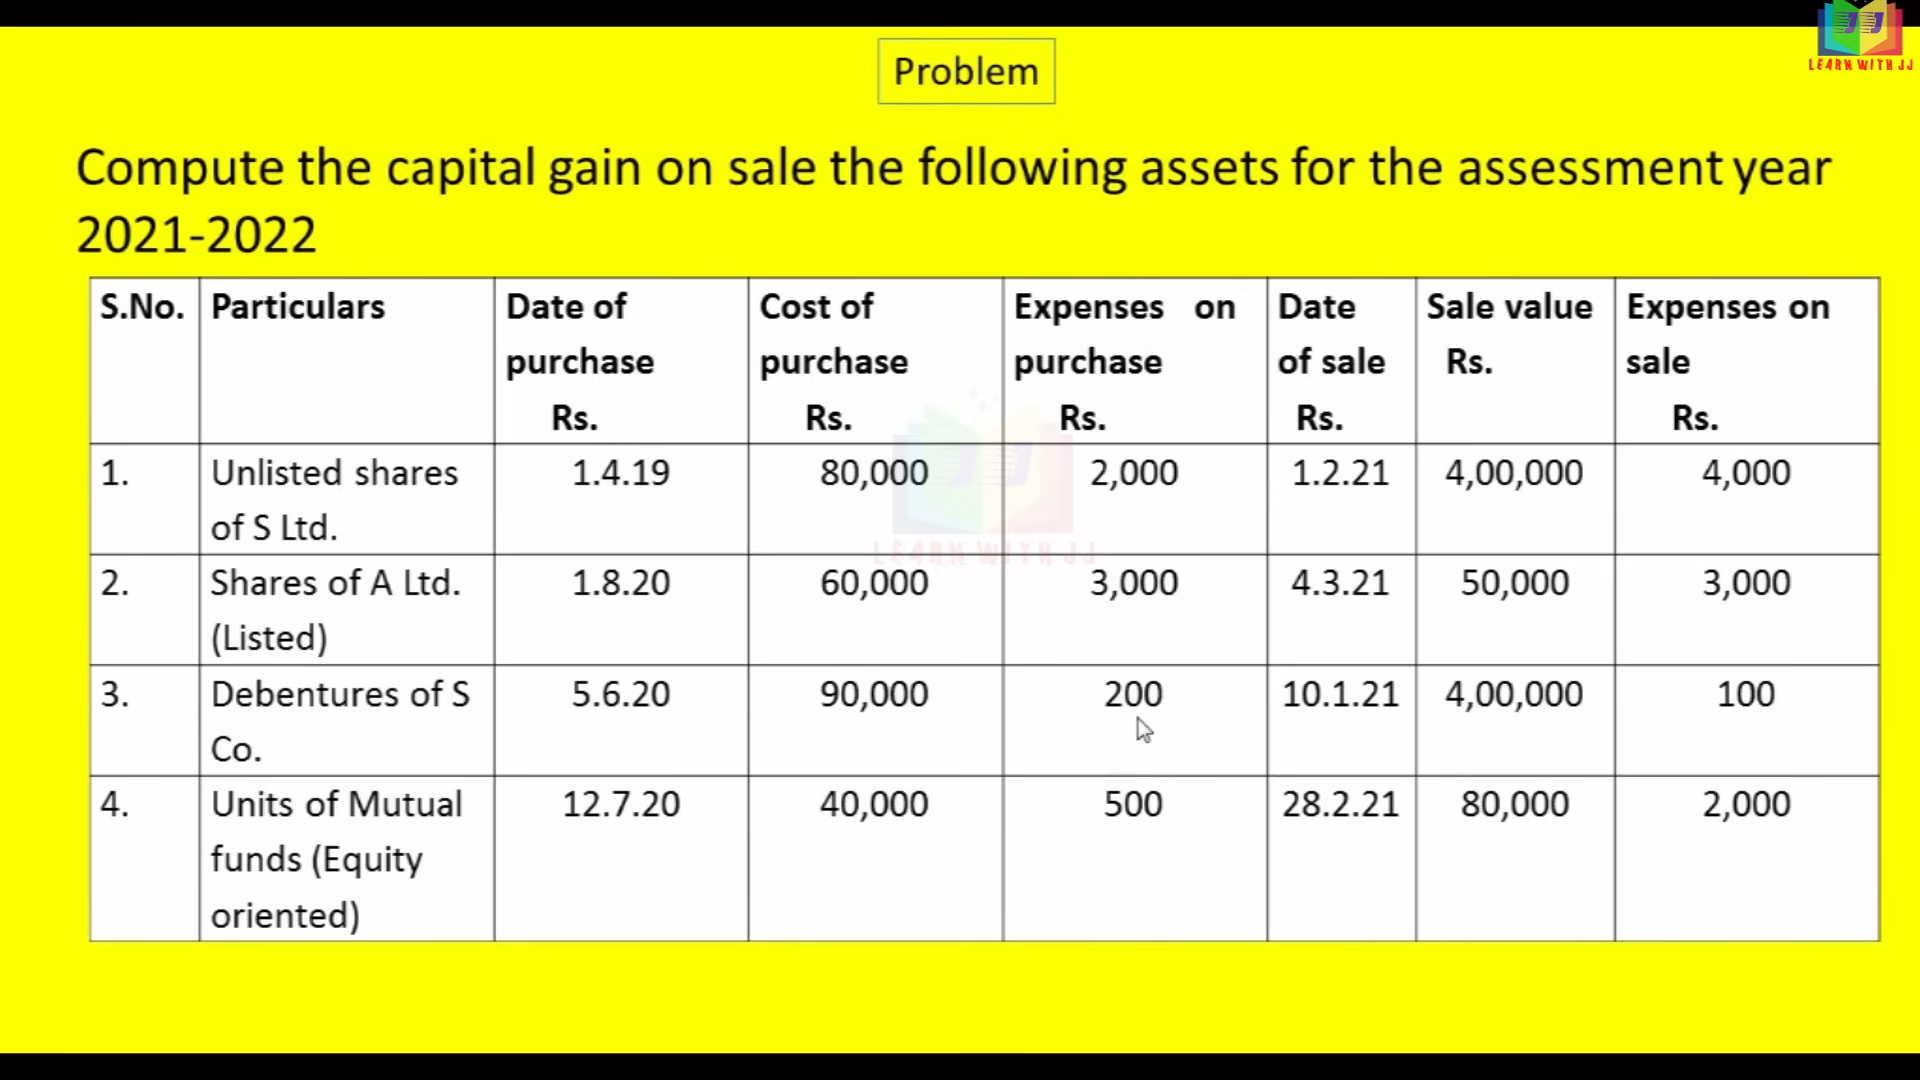 LEARN WITH JJ
Problem
Compute the capital gain on sale the following assets for the assessment year
2021-2022
S.No. Particulars Date of purchase Rs. Cost of purchase Rs. Expenses on purchase Rs. Date of sale Rs. Sale value Rs. Expenses on sale Rs.
1. Unlisted shares of S Ltd. 1.4.19 80,000 2,000 1.2.21 4,00,000 4,000
2. Shares of A Ltd. (Listed) 1.8.20 60,000 3,000 4.3.21 50,000 3,000
3. Debentures of S Co. 5.6.20 90,000 200 10.1.21 4,00,000 100
4. Units of Mutual funds (Equity oriented) 12.7.20 40,000 500 28.2.21 80,000 2,000
LEARN WITH JJ